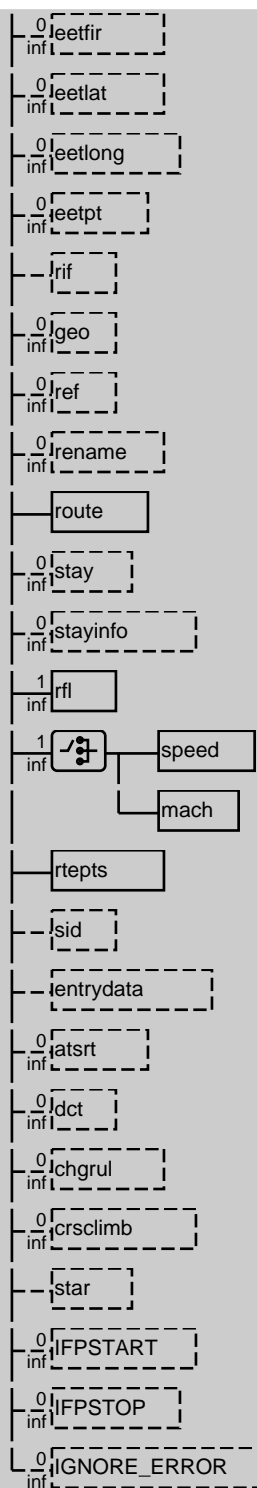 0
inf eetfir
0
inf eetlat
0
inf eetlong
0
inf eetpt
rif
0
inf geo
0
inf ref
0
inf rename
route
0
inf stay
0
inf stayinfo
1
inf rfl
1
inf speed
mach
rtepts
sid
entrydata
0
inf atsrt
0
inf dct
0
inf chgrul
0
inf crsclimb
star
0
inf IFPSTART
0
inf IFPSTOP
0
inf IGNORE_ERROR